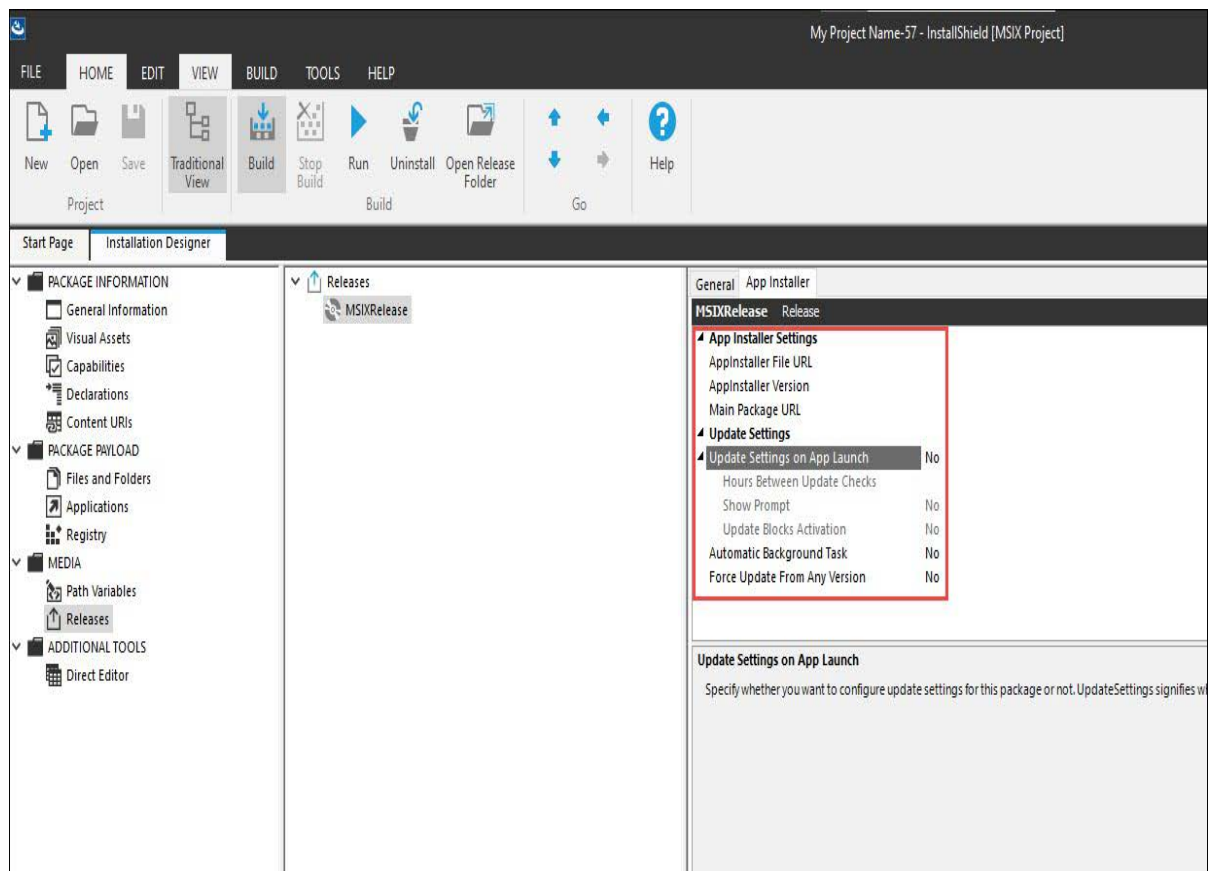 My Project Name-57 - InstallShield [MSIX Project]
FILE HOME EDIT VIEW BUILD TOOLS HELP
New Open Save Traditional View Build Stop Build Run Uninstall Open Release Folder Help
Project Build Go
Start Page Installation Designer
PACKAGE INFORMATION
General Information
Visual Assets
Capabilities
Declarations
Content URIs
PACKAGE PAYLOAD
Files and Folders
Applications
Registry
MEDIA
Path Variables
Releases
ADDITIONAL TOOLS
Direct Editor
Releases
MSIXRelease
General App Installer
MSIXRelease Release
App Installer Settings
AppInstaller File URL
AppInstaller Version
Main Package URL
Update Settings
Update Settings on App Launch No
Hours Between Update Checks
Show Prompt No
Update Blocks Activation No
Automatic Background Task No
Force Update From Any Version No
Update Settings on App Launch
Specify whether you want to configure update settings for this package or not. UpdateSettings signifies